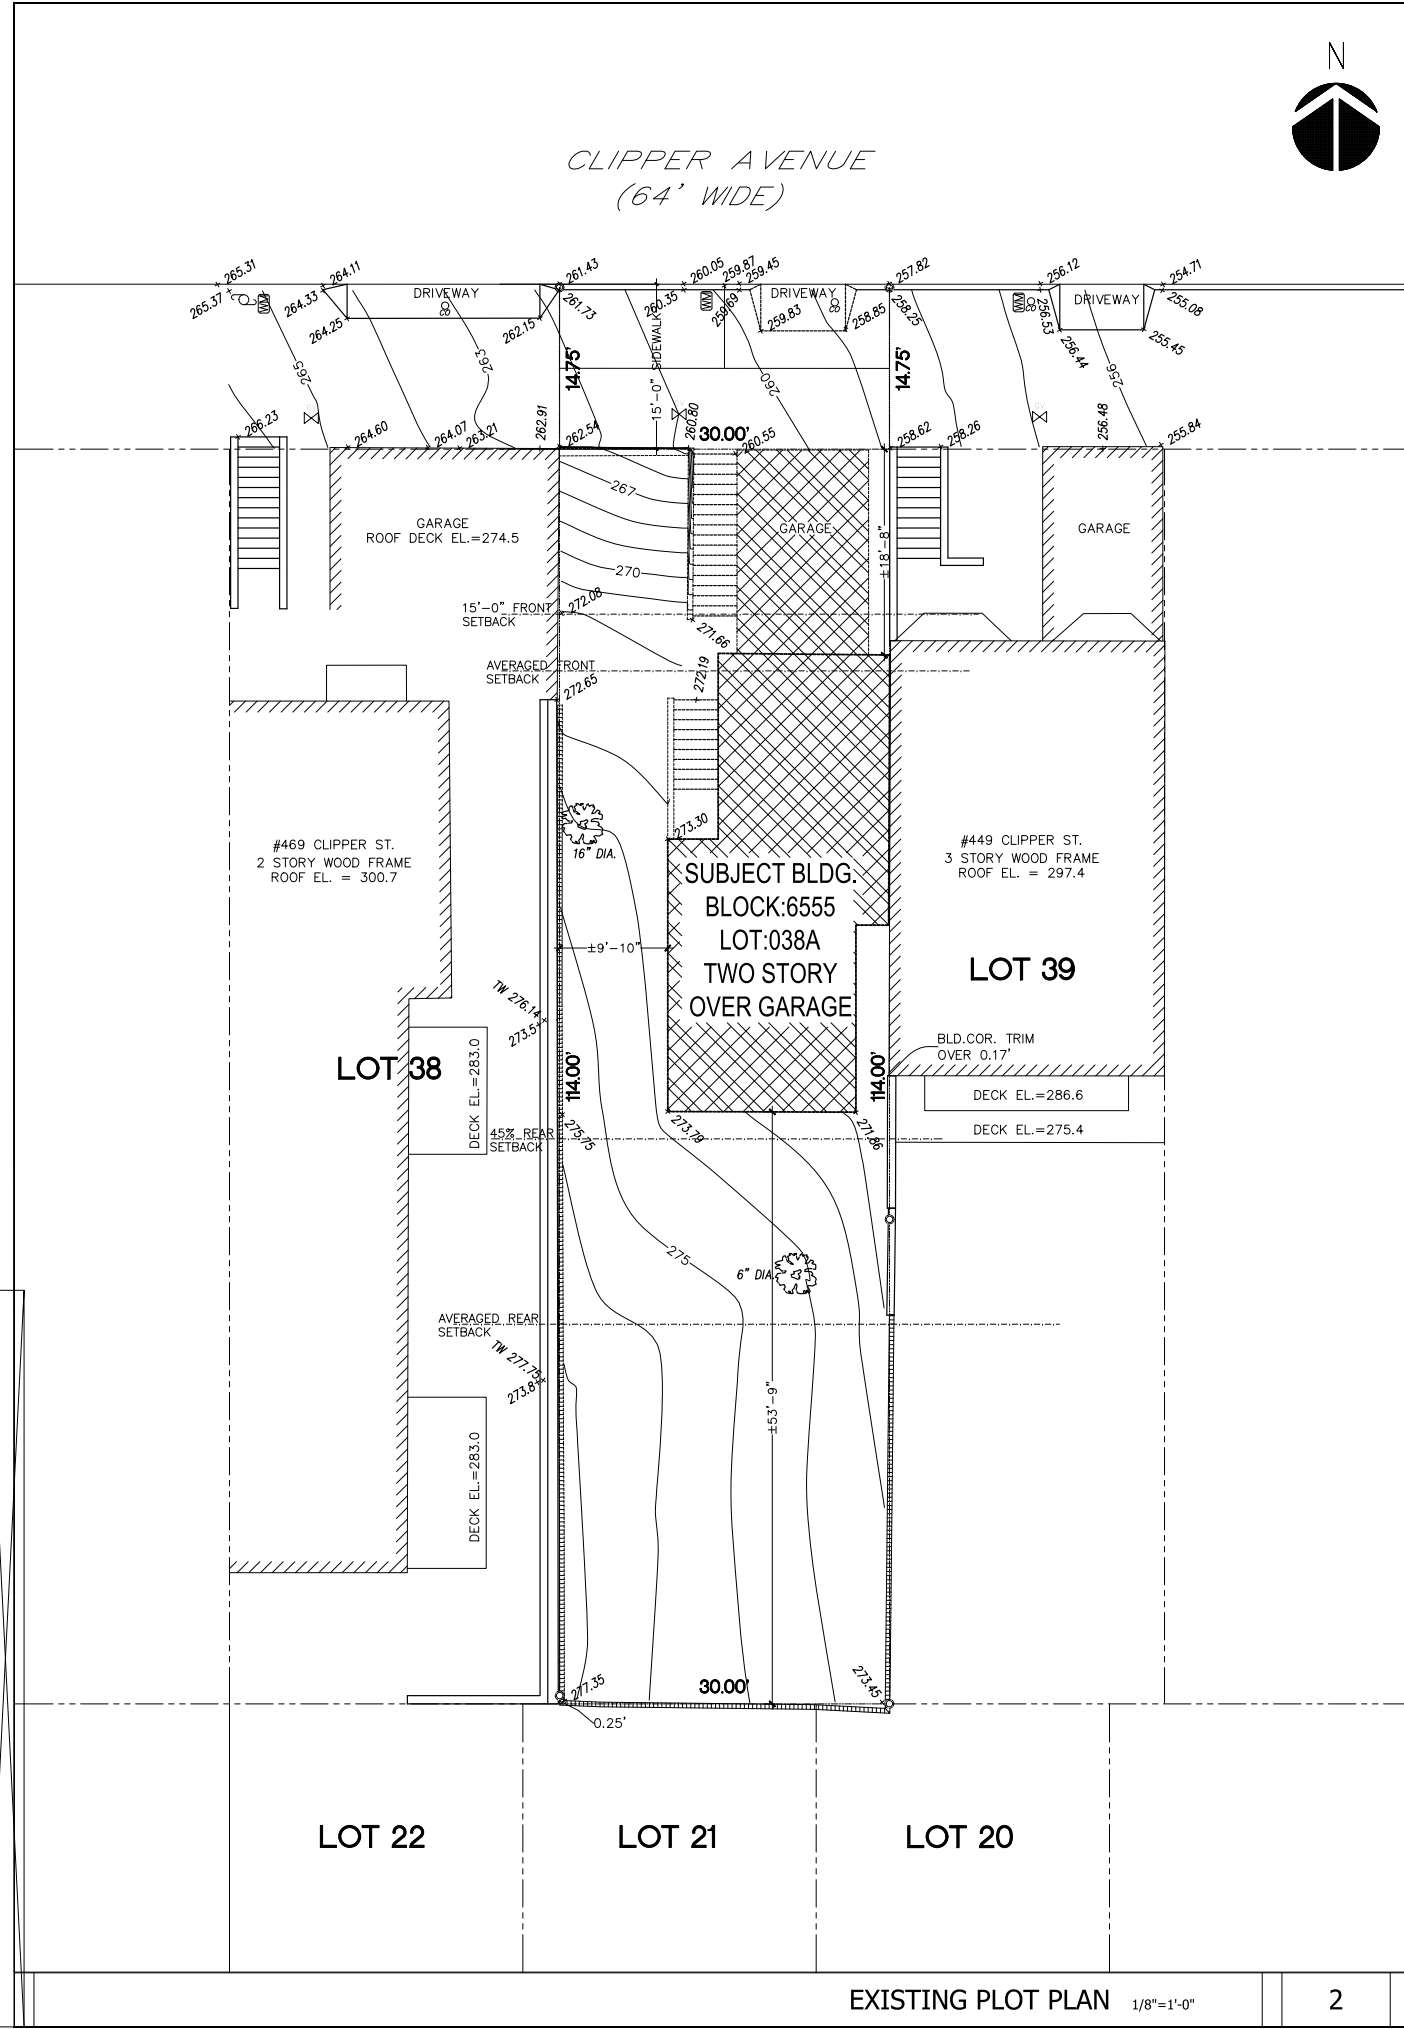 N
CLIPPER AVENUE
(64' WIDE)
265.31
264.11
261.43
260.05
259.87
259.45
257.82
256.12
254.71
265.37
264.33
DRIVEWAY
261.73
260.35
259.69
DRIVEWAY
258.25
256.53
DRIVEWAY
255.08
264.25
262.15
259.83
258.85
256.44
255.45
265
263
14.75'
15'-0" SIDEWALK
260
14.75'
256
266.23
264.60
264.07
263.21
262.91
262.54
260.80
30.00'
260.55
258.62
258.26
256.48
255.84
267
GARAGE
ROOF DECK EL.=274.5
GARAGE
±18'-8"
GARAGE
270
15'-0" FRONT
SETBACK
272.08
271.66
AVERAGED FRONT
SETBACK
272.65
272.19
#469 CLIPPER ST.
2 STORY WOOD FRAME
ROOF EL. = 300.7
16" DIA.
273.30
#449 CLIPPER ST.
3 STORY WOOD FRAME
ROOF EL. = 297.4
SUBJECT BLDG.
BLOCK:6555
LOT:038A
TWO STORY
OVER GARAGE
±9'-10"
LOT 39
TW 276.14
273.5
BLD.COR. TRIM
OVER 0.17'
LOT 38
DECK EL.=283.0
114.00'
114.00'
DECK EL.=286.6
DECK EL.=275.4
45% REAR
SETBACK
275.75
273.79
271.86
275
6" DIA.
AVERAGED REAR
SETBACK
TW 277.75
273.8
±53'-9"
DECK EL.=283.0
277.35
30.00'
273.45
0.25'
LOT 22
LOT 21
LOT 20
EXISTING PLOT PLAN 1/8"=1'-0"
2